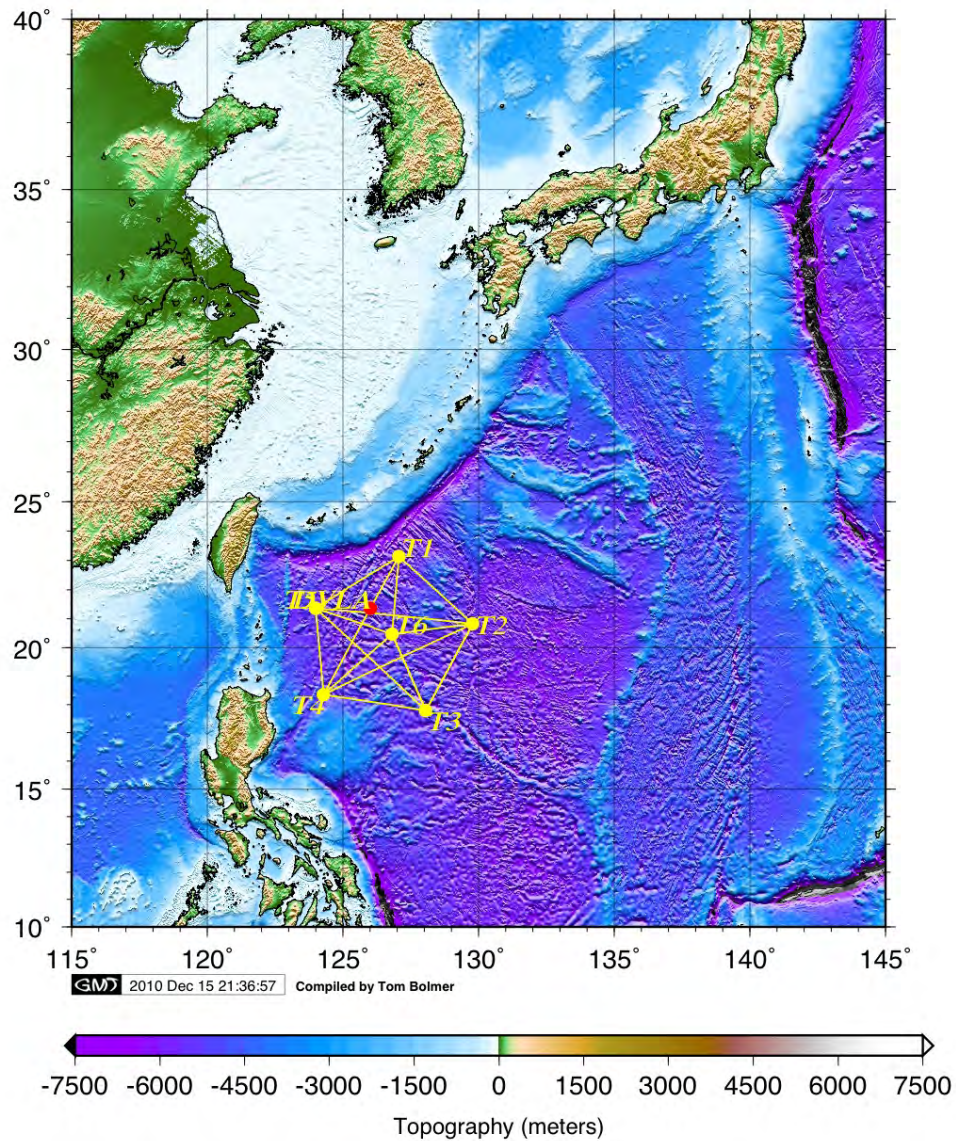 40˚
35˚
30˚
25˚
20˚
15˚
10˚
T1
DVLA
T6
T2
T4
T3
115˚ 120˚ 125˚ 130˚ 135˚ 140˚ 145˚
GMT 2010 Dec 15 21:36:57 Compiled by Tom Bolmer
-7500 -6000 -4500 -3000 -1500 0 1500 3000 4500 6000 7500
Topography (meters)